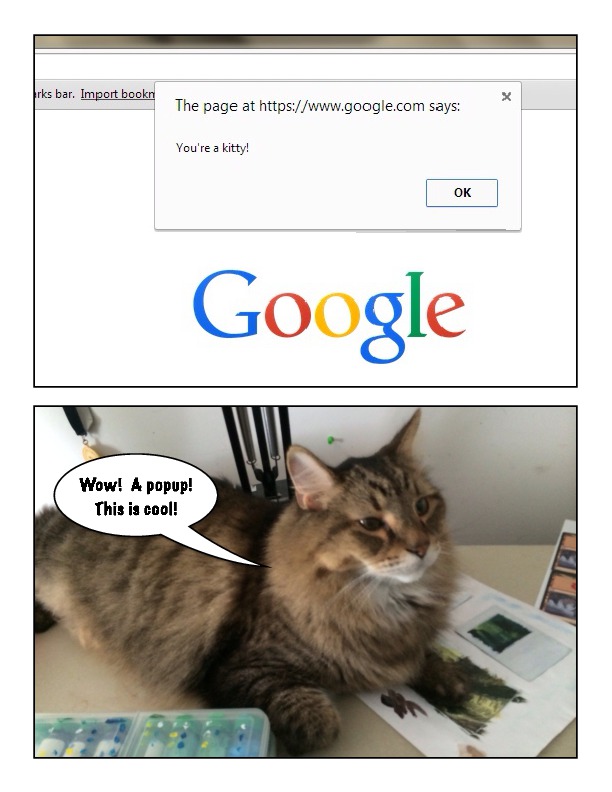 arks bar. Import bookm
The page at https://www.google.com says:
You're a kitty!
OK
Google
Wow! A popup!
This is cool!